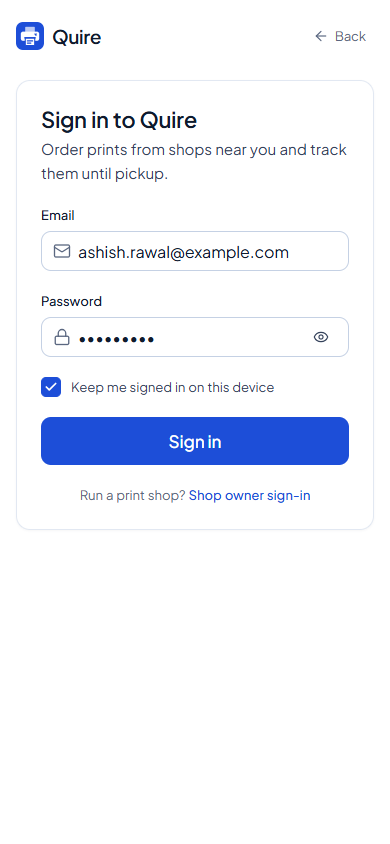 Quire
Back
Sign in to Quire
Order prints from shops near you and track
them until pickup.
Email
ashish.rawal@example.com
Password
•••••••••
Keep me signed in on this device
Sign in
Run a print shop? Shop owner sign-in